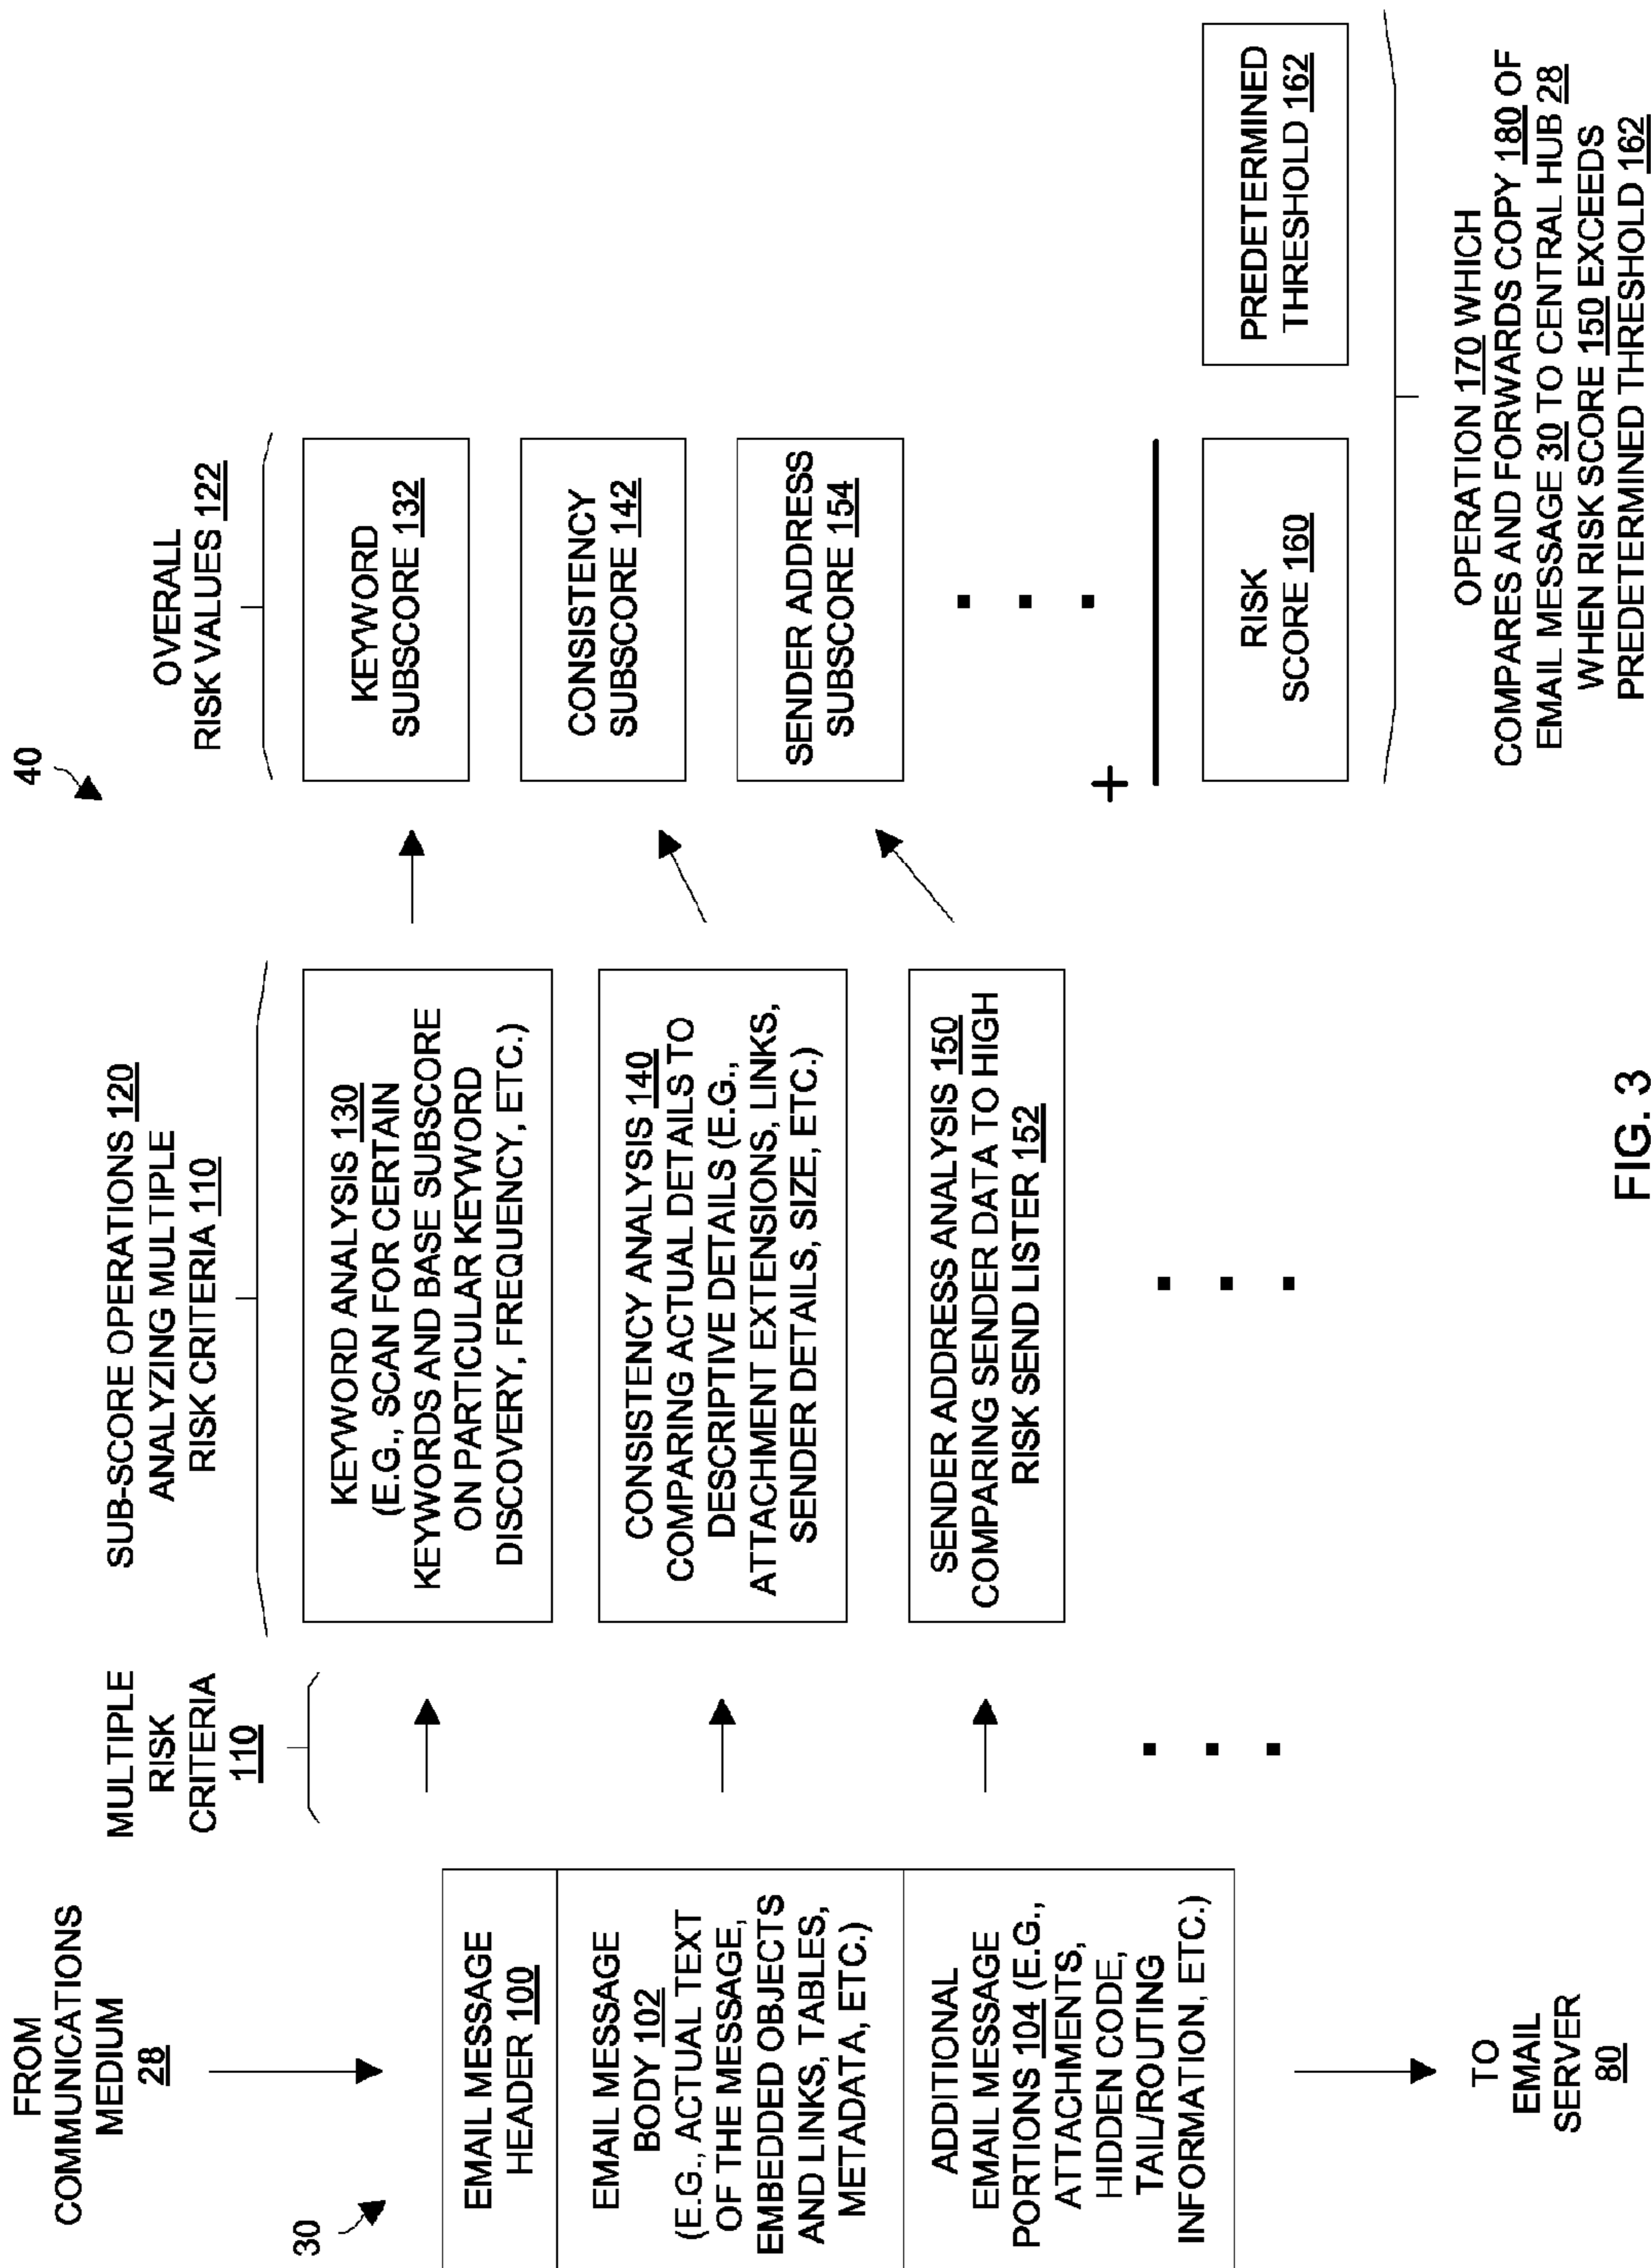 40
FROM
COMMUNICATIONS
MEDIUM
28
30
EMAIL MESSAGE
HEADER 100
EMAIL MESSAGE
BODY 102
(E.G., ACTUAL TEXT
OF THE MESSAGE,
EMBEDDED OBJECTS
AND LINKS, TABLES,
METADATA, ETC.)
ADDITIONAL
EMAIL MESSAGE
PORTIONS 104 (E.G.,
ATTACHMENTS,
HIDDEN CODE,
TAIL/ROUTING
INFORMATION, ETC.)
TO
EMAIL
SERVER
80
MULTIPLE
RISK
CRITERIA
110
SUB-SCORE OPERATIONS 120
ANALYZING MULTIPLE
RISK CRITERIA 110
KEYWORD ANALYSIS 130
(E.G., SCAN FOR CERTAIN
KEYWORDS AND BASE SUBSCORE
ON PARTICULAR KEYWORD
DISCOVERY, FREQUENCY, ETC.)
CONSISTENCY ANALYSIS 140
COMPARING ACTUAL DETAILS TO
DESCRIPTIVE DETAILS (E.G.,
ATTACHMENT EXTENSIONS, LINKS,
SENDER DETAILS, SIZE, ETC.)
SENDER ADDRESS ANALYSIS 150
COMPARING SENDER DATA TO HIGH
RISK SEND LISTER 152
OVERALL
RISK VALUES 122
KEYWORD
SUBSCORE 132
CONSISTENCY
SUBSCORE 142
SENDER ADDRESS
SUBSCORE 154
+
RISK
SCORE 160
PREDETERMINED
THRESHOLD 162
OPERATION 170 WHICH
COMPARES AND FORWARDS COPY 180 OF
EMAIL MESSAGE 30 TO CENTRAL HUB 28
WHEN RISK SCORE 150 EXCEEDS
PREDETERMINED THRESHOLD 162
FIG. 3